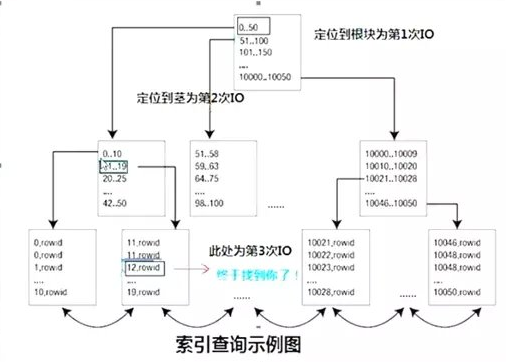 0..50
51..100
101..150
....
10000..10050
定位到根块为第1次IO
定位到茎为第2次IO
0..10
11..19
20..25
....
42..50
51..58
59..63
64..75
....
98..100
......
10000..10009
10010..10020
10021..10028
....
10046..10050
0,rowid
0,rowid
1,rowid
....
10,rowid
11,rowid
11,rowid
12,rowid
....
19,rowid
此处为第3次IO
终于找到你了！
......
10021,rowid
10022,rowid
10023,rowid
....
10028,rowid
......
10046,rowid
10048,rowid
10048,rowid
....
10050,rowid
索引查询示例图